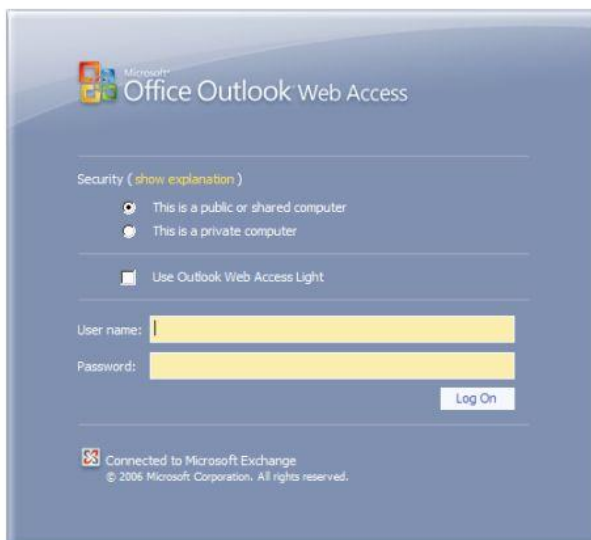 Microsoft®
Office Outlook Web Access
Security ( show explanation )
This is a public or shared computer
This is a private computer
Use Outlook Web Access Light
User name:
Password:
Log On
Connected to Microsoft Exchange
© 2006 Microsoft Corporation. All rights reserved.